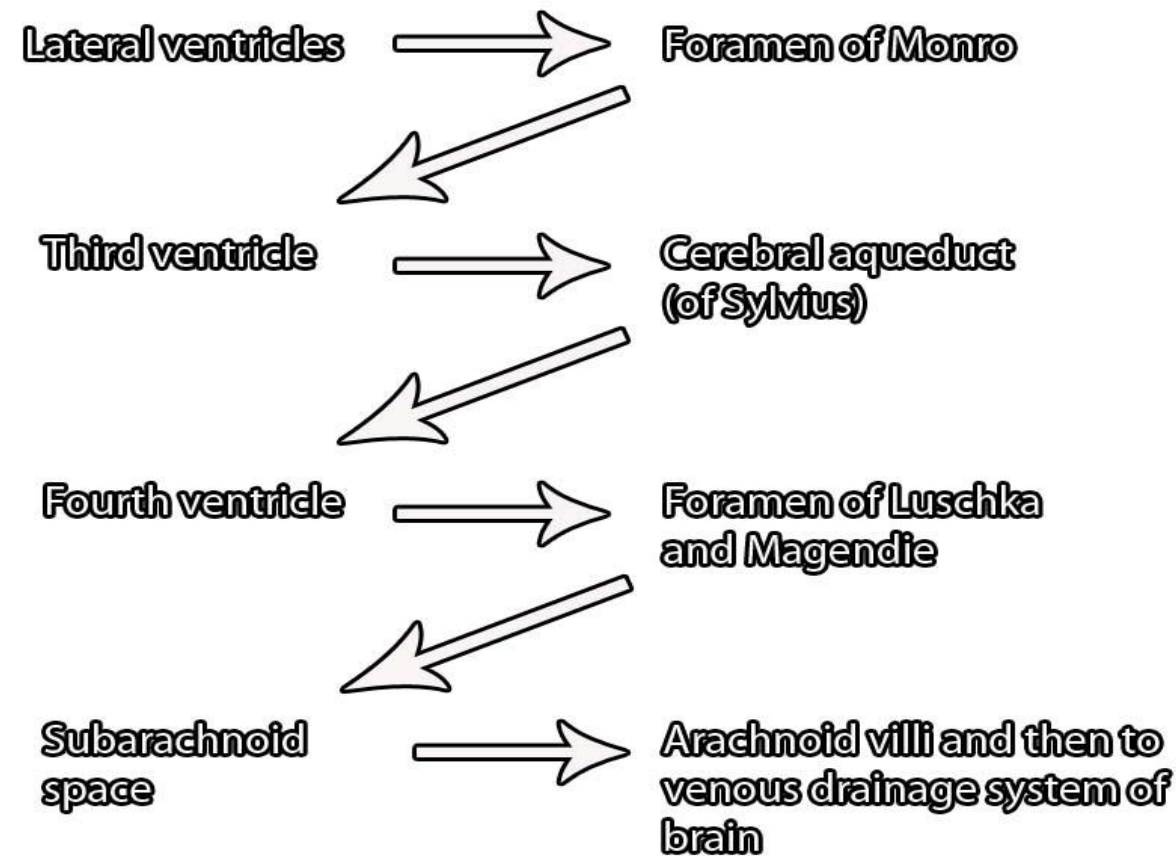 Lateral ventricles
Foramen of Monro
Third ventricle
Cerebral aqueduct
(of Sylvius)
Fourth ventricle
Foramen of Luschka
and Magendie
Subarachnoid
space
Arachnoid villi and then to
venous drainage system of
brain